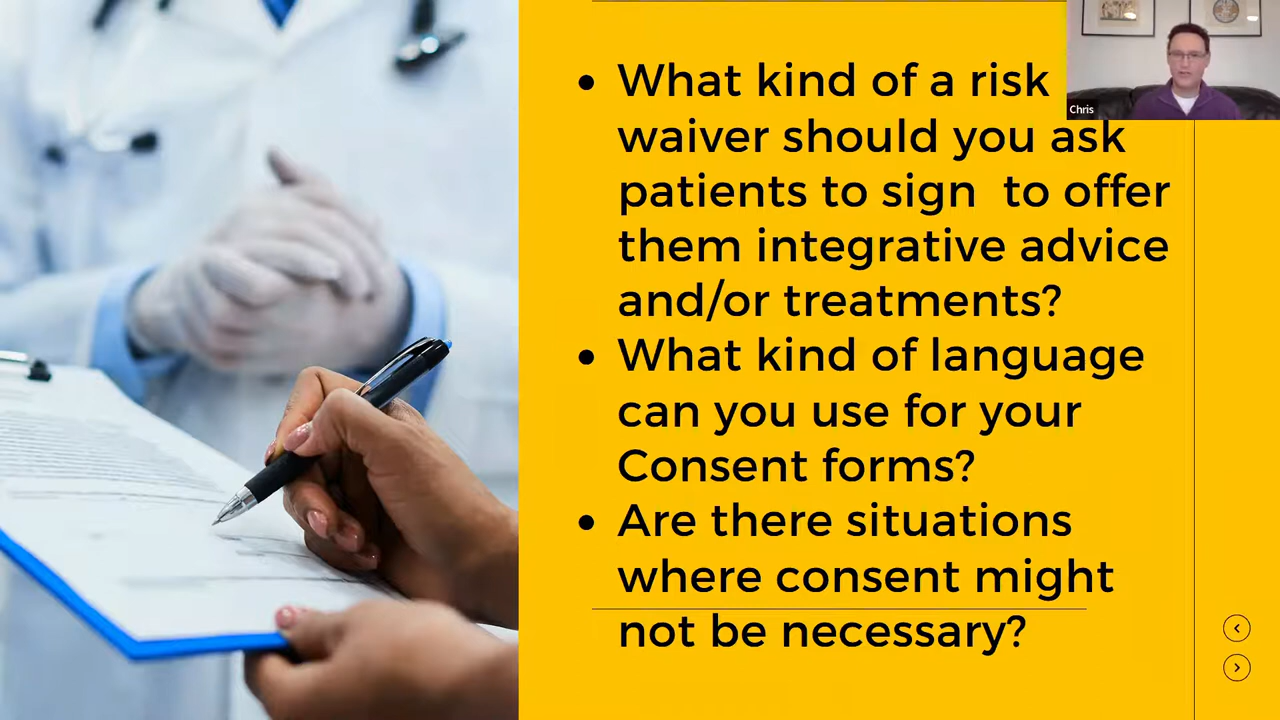 • What kind of a risk
waiver should you ask
patients to sign  to offer
them integrative advice
and/or treatments?
• What kind of language
can you use for your
Consent forms?
• Are there situations
where consent might
not be necessary?
Chris